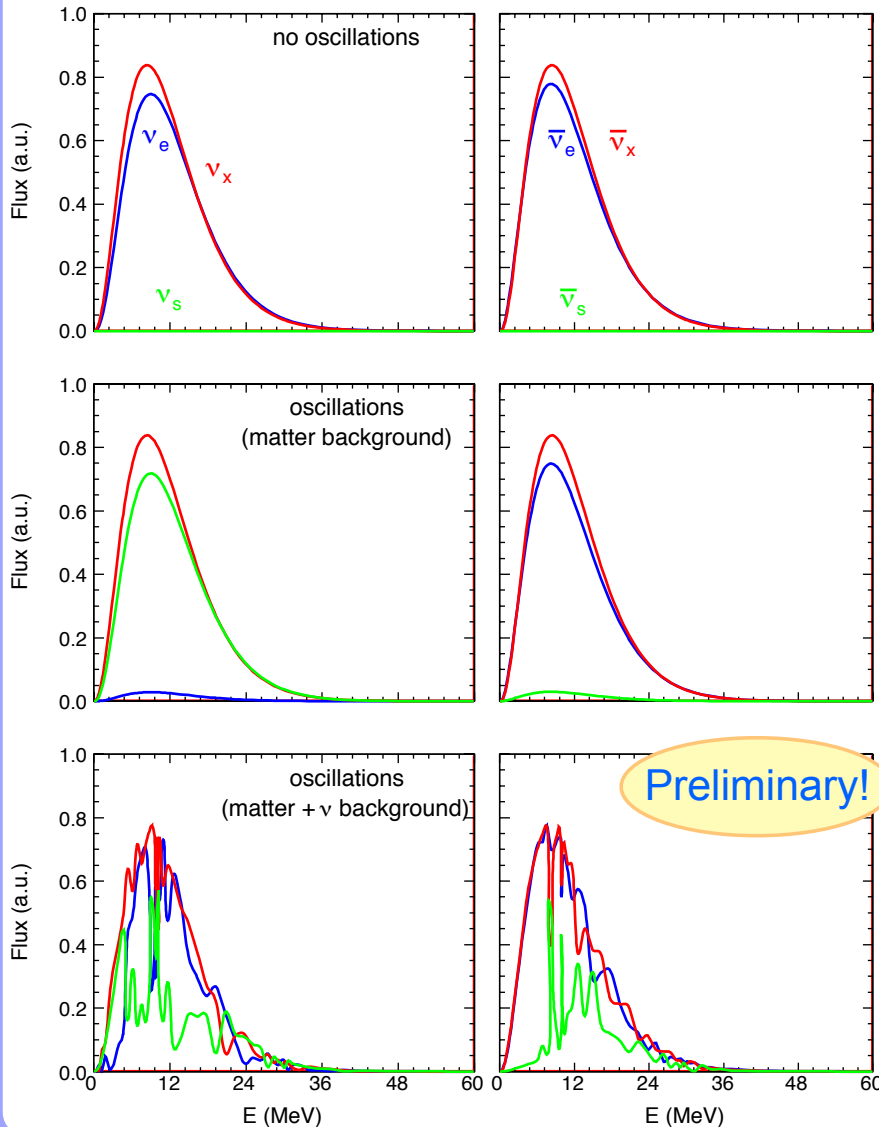 1.0
0.8
0.6
0.4
0.2
0.0
Flux (a.u.)
no oscillations
νe
νx
νs
ν̅e
ν̅x
ν̅s
1.0
0.8
0.6
0.4
0.2
0.0
Flux (a.u.)
oscillations
(matter background)
1.0
0.8
0.6
0.4
0.2
0.0
Flux (a.u.)
oscillations
(matter + ν background)
Preliminary!
0 12 24 36 48 60
E (MeV)
0 12 24 36 48 60
E (MeV)